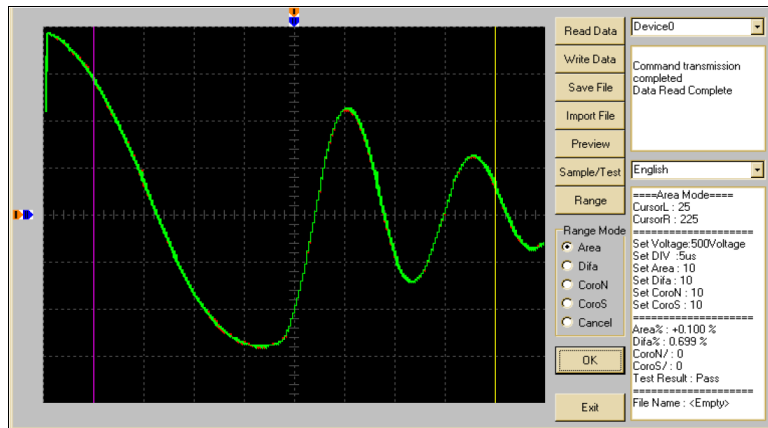 Read Data
Write Data
Save File
Import File
Preview
Sample/Test
Range
Range Mode
Area
Difa
CoroN
CoroS
Cancel
OK
Exit
Device0
Command transmission
completed
Data Read Complete
English
====Area Mode====
CursorL : 25
CursorR : 225
====================
Set Voltage:500Voltage
Set DIV :5us
Set Area : 10
Set Difa : 10
Set CoroN : 10
Set CoroS : 10
====================
Area% : +0.100 %
Difa% : 0.699 %
CoroN/ : 0
CoroS/ : 0
Test Result : Pass
====================
File Name : <Empty>